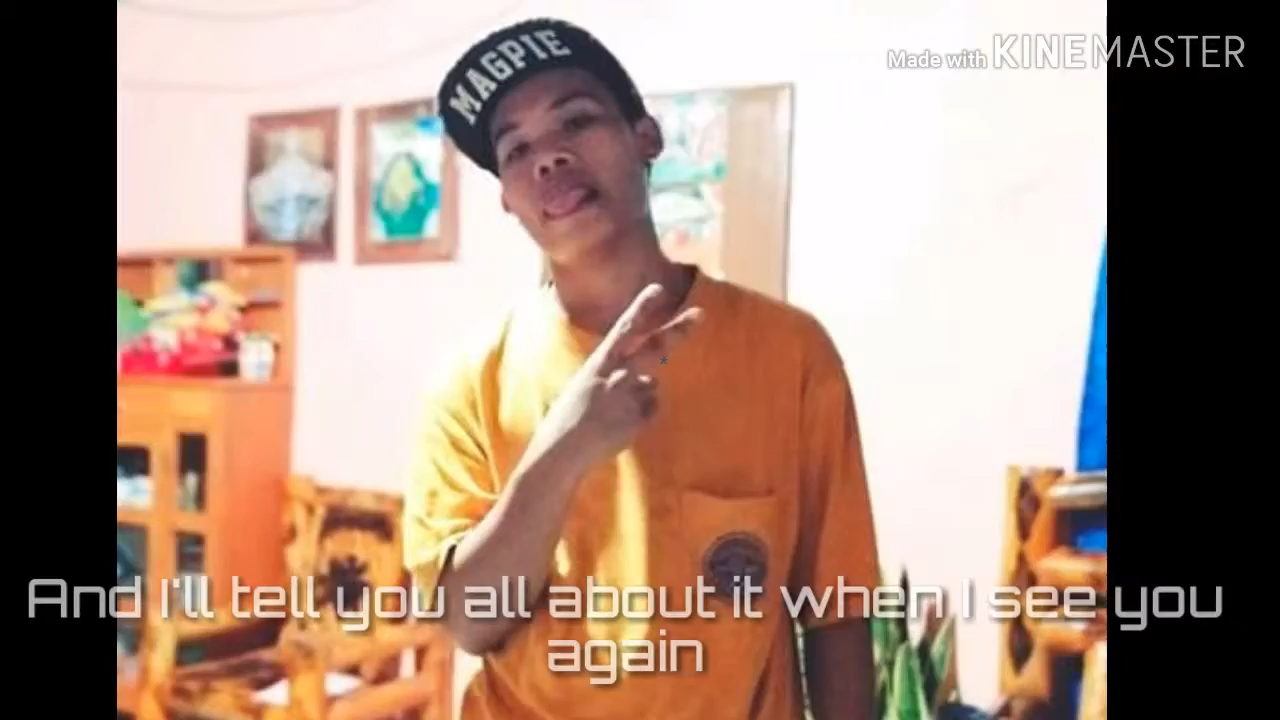 MAGPIE
Made with KINEMASTER
And I'll tell you all about it when I see you
again